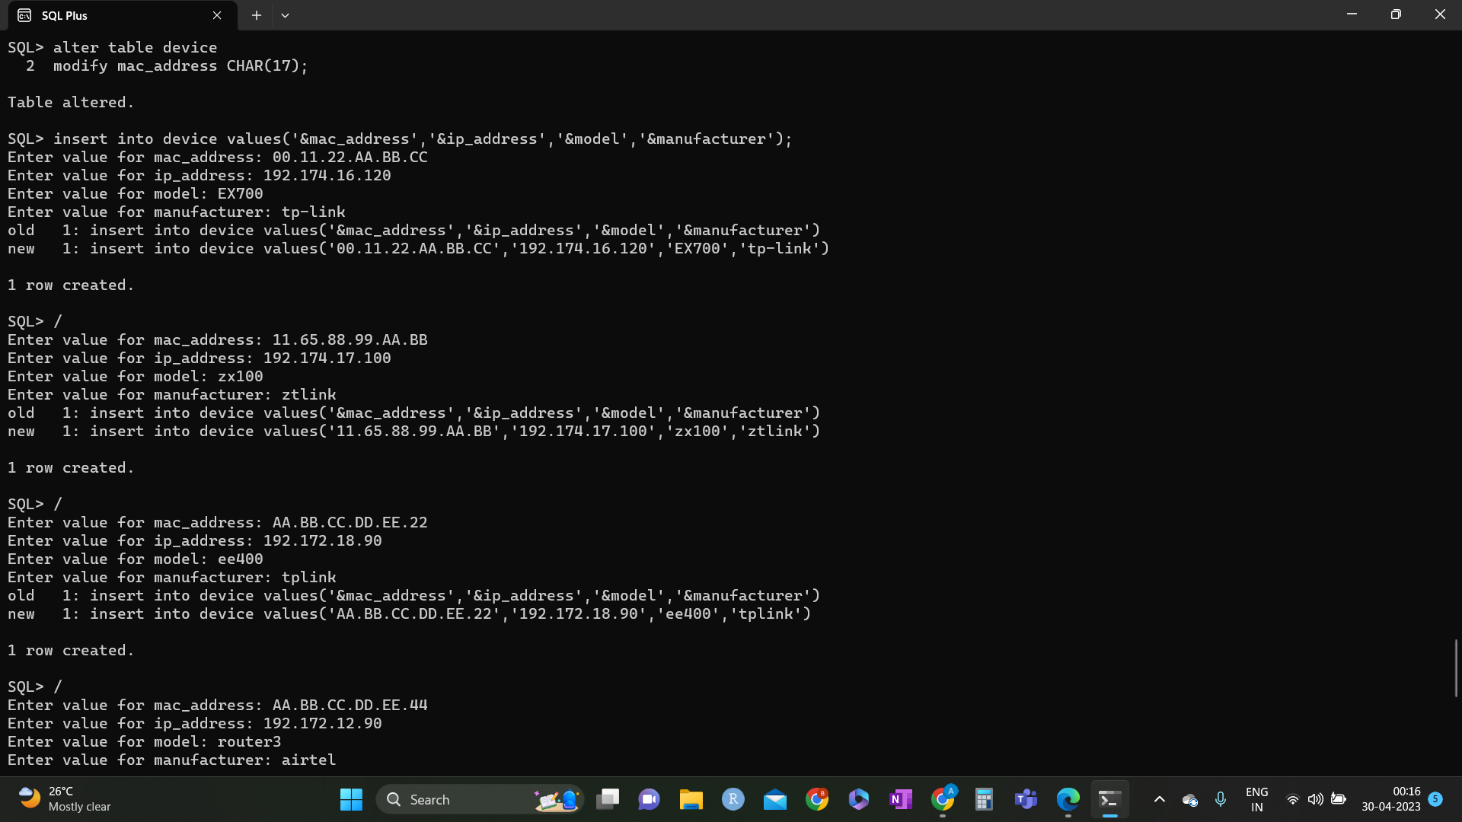 SQL Plus
SQL> alter table device
  2  modify mac_address CHAR(17);
Table altered.
SQL> insert into device values('&mac_address','&ip_address','&model','&manufacturer');
Enter value for mac_address: 00.11.22.AA.BB.CC
Enter value for ip_address: 192.174.16.120
Enter value for model: EX700
Enter value for manufacturer: tp-link
old   1: insert into device values('&mac_address','&ip_address','&model','&manufacturer')
new   1: insert into device values('00.11.22.AA.BB.CC','192.174.16.120','EX700','tp-link')
1 row created.
SQL> /
Enter value for mac_address: 11.65.88.99.AA.BB
Enter value for ip_address: 192.174.17.100
Enter value for model: zx100
Enter value for manufacturer: ztlink
old   1: insert into device values('&mac_address','&ip_address','&model','&manufacturer')
new   1: insert into device values('11.65.88.99.AA.BB','192.174.17.100','zx100','ztlink')
1 row created.
SQL> /
Enter value for mac_address: AA.BB.CC.DD.EE.22
Enter value for ip_address: 192.172.18.90
Enter value for model: ee400
Enter value for manufacturer: tplink
old   1: insert into device values('&mac_address','&ip_address','&model','&manufacturer')
new   1: insert into device values('AA.BB.CC.DD.EE.22','192.172.18.90','ee400','tplink')
1 row created.
SQL> /
Enter value for mac_address: AA.BB.CC.DD.EE.44
Enter value for ip_address: 192.172.12.90
Enter value for model: router3
Enter value for manufacturer: airtel
26°C
Mostly clear
Search
ENG
IN
00:16
30-04-2023
5